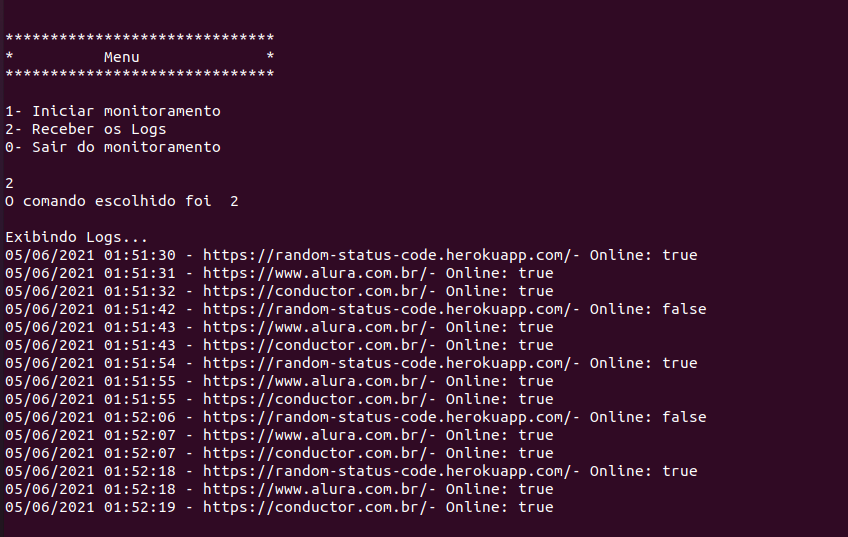 ******************************
*          Menu              *
******************************
1- Iniciar monitoramento
2- Receber os Logs
0- Sair do monitoramento
2
O comando escolhido foi  2
Exibindo Logs...
05/06/2021 01:51:30 - https://random-status-code.herokuapp.com/- Online: true
05/06/2021 01:51:31 - https://www.alura.com.br/- Online: true
05/06/2021 01:51:32 - https://conductor.com.br/- Online: true
05/06/2021 01:51:42 - https://random-status-code.herokuapp.com/- Online: false
05/06/2021 01:51:43 - https://www.alura.com.br/- Online: true
05/06/2021 01:51:43 - https://conductor.com.br/- Online: true
05/06/2021 01:51:54 - https://random-status-code.herokuapp.com/- Online: true
05/06/2021 01:51:55 - https://www.alura.com.br/- Online: true
05/06/2021 01:51:55 - https://conductor.com.br/- Online: true
05/06/2021 01:52:06 - https://random-status-code.herokuapp.com/- Online: false
05/06/2021 01:52:07 - https://www.alura.com.br/- Online: true
05/06/2021 01:52:07 - https://conductor.com.br/- Online: true
05/06/2021 01:52:18 - https://random-status-code.herokuapp.com/- Online: true
05/06/2021 01:52:18 - https://www.alura.com.br/- Online: true
05/06/2021 01:52:19 - https://conductor.com.br/- Online: true